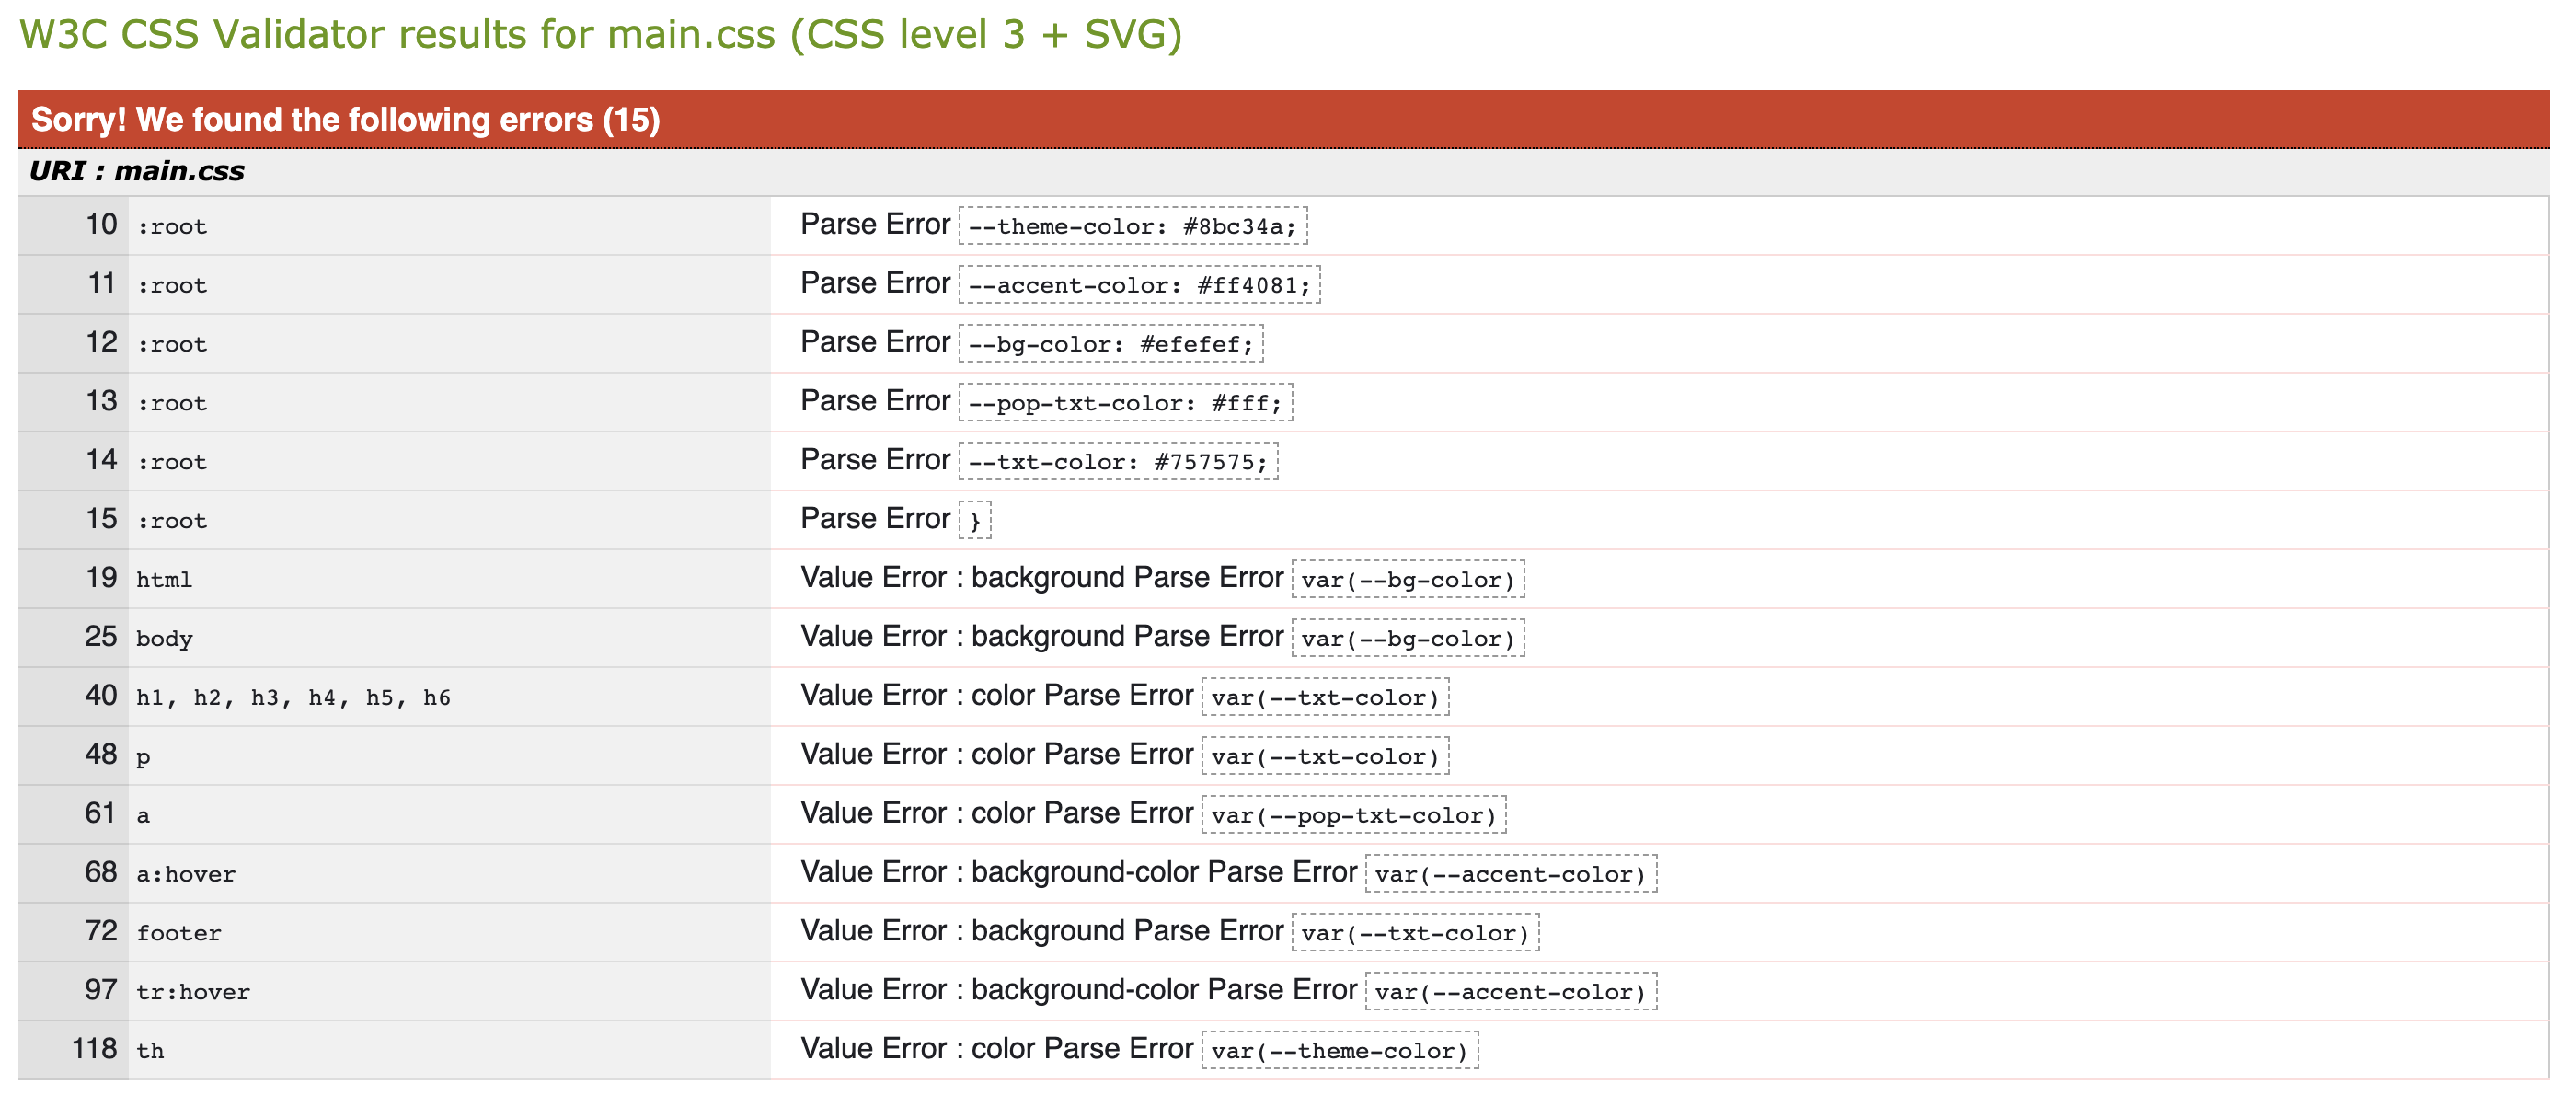 W3C CSS Validator results for main.css (CSS level 3 + SVG)
Sorry! We found the following errors (15)
URI : main.css
10 :root Parse Error --theme-color: #8bc34a;
11 :root Parse Error --accent-color: #ff4081;
12 :root Parse Error --bg-color: #efefef;
13 :root Parse Error --pop-txt-color: #fff;
14 :root Parse Error --txt-color: #757575;
15 :root Parse Error }
19 html Value Error : background Parse Error var(--bg-color)
25 body Value Error : background Parse Error var(--bg-color)
40 h1, h2, h3, h4, h5, h6 Value Error : color Parse Error var(--txt-color)
48 p Value Error : color Parse Error var(--txt-color)
61 a Value Error : color Parse Error var(--pop-txt-color)
68 a:hover Value Error : background-color Parse Error var(--accent-color)
72 footer Value Error : background Parse Error var(--txt-color)
97 tr:hover Value Error : background-color Parse Error var(--accent-color)
118 th Value Error : color Parse Error var(--theme-color)